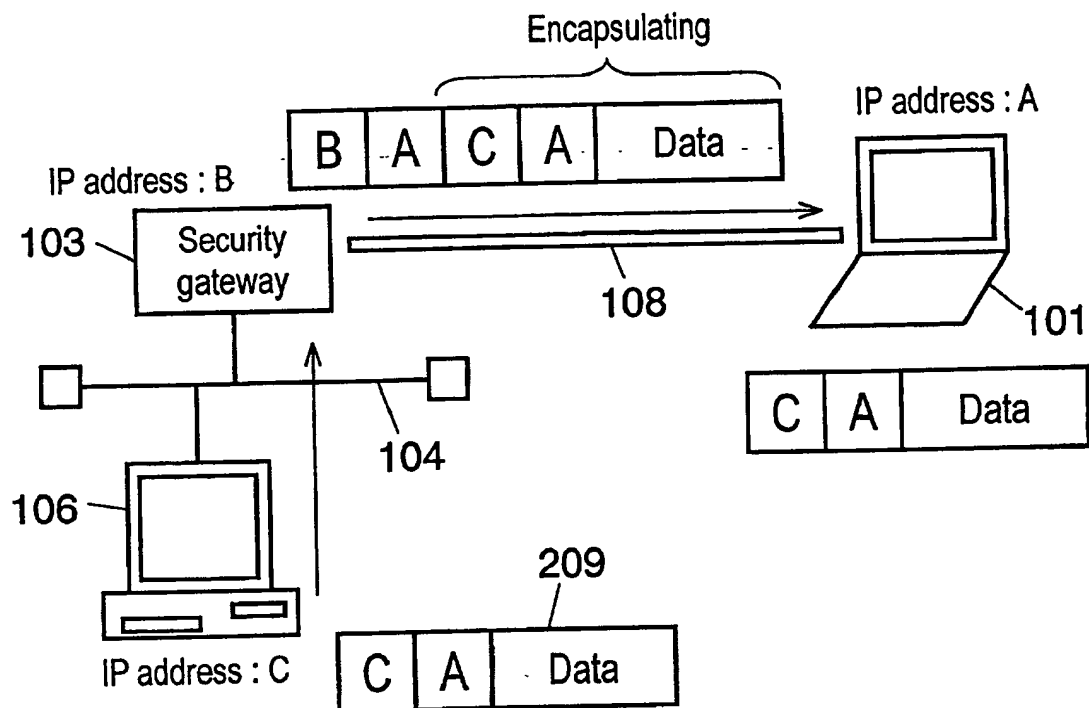 Encapsulating
B A C A Data
IP address : A
IP address : B
103
Security
gateway
108
101
C A Data
104
106
209
C A Data
IP address : C